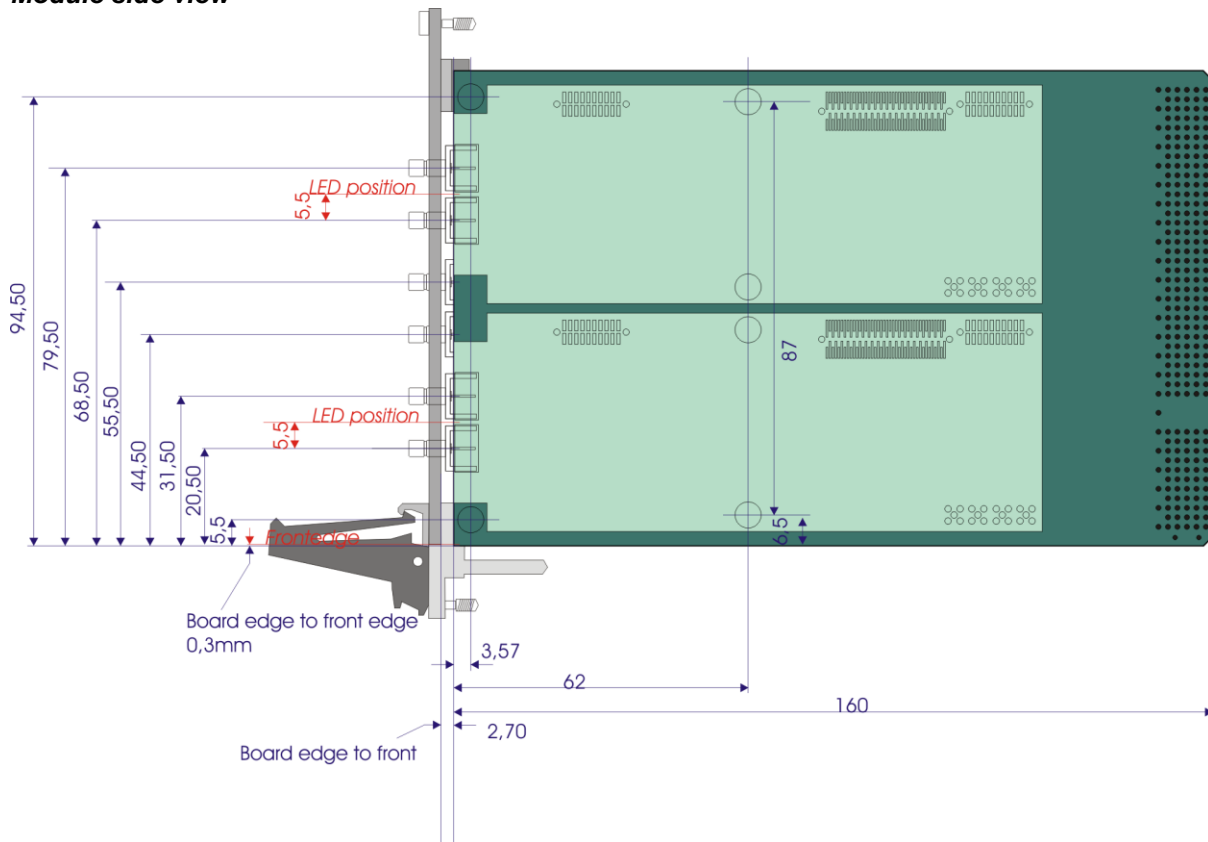 Module side view
LED position
5,5
94,50
79,50
68,50
55,50
44,50
31,50
20,50
5,5
87
LED position
5,5
6,5
Frontedge
Board edge to front edge
0,3mm
3,57
62
160
2,70
Board edge to front